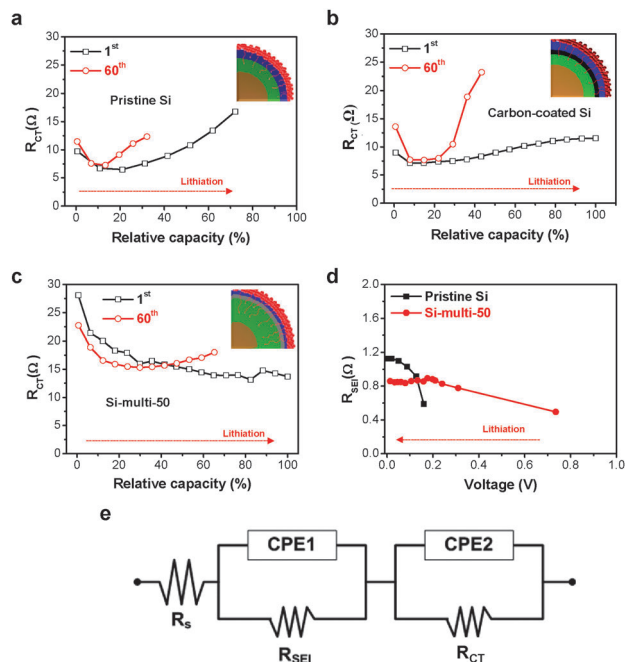 a
30
25
20
15
10
5
0
R_CT(Ω)
1st
60th
Pristine Si
Lithiation
0 20 40 60 80 100
Relative capacity (%)
b
30
25
20
15
10
5
0
R_CT(Ω)
1st
60th
Carbon-coated Si
Lithiation
0 20 40 60 80 100
Relative capacity (%)
c
30
25
20
15
10
5
0
R_CT(Ω)
1st
60th
Si-multi-50
Lithiation
0 20 40 60 80 100
Relative capacity (%)
d
2.0
1.6
1.2
0.8
0.4
0.0
R_SEI(Ω)
Pristine Si
Si-multi-50
Lithiation
0.0 0.2 0.4 0.6 0.8 1.0
Voltage (V)
e
CPE1 CPE2
R_s
R_SEI R_CT